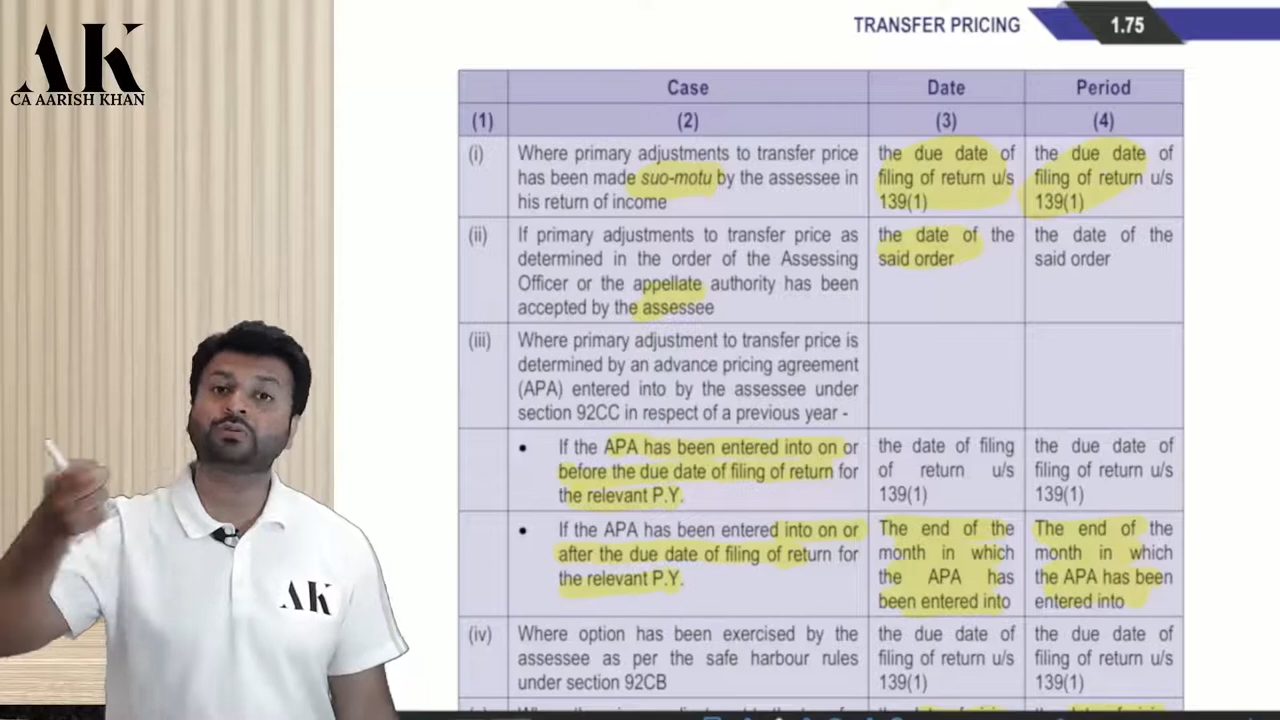 AK
CA AARISH KHAN
TRANSFER PRICING 1.75
Case Date Period
(1) (2) (3) (4)
(i) Where primary adjustments to transfer price has been made suo-motu by the assessee in his return of income
the due date of filing of return u/s 139(1)
the due date of filing of return u/s 139(1)
(ii) If primary adjustments to transfer price as determined in the order of the Assessing Officer or the appellate authority has been accepted by the assessee
the date of the said order
the date of the said order
(iii) Where primary adjustment to transfer price is determined by an advance pricing agreement (APA) entered into by the assessee under section 92CC in respect of a previous year -
• If the APA has been entered into on or before the due date of filing of return for the relevant P.Y.
the date of filing of return u/s 139(1)
the due date of filing of return u/s 139(1)
• If the APA has been entered into on or after the due date of filing of return for the relevant P.Y.
The end of the month in which the APA has been entered into
The end of the month in which the APA has been entered into
(iv) Where option has been exercised by the assessee as per the safe harbour rules under section 92CB
the due date of filing of return u/s 139(1)
the due date of filing of return u/s 139(1)
AK